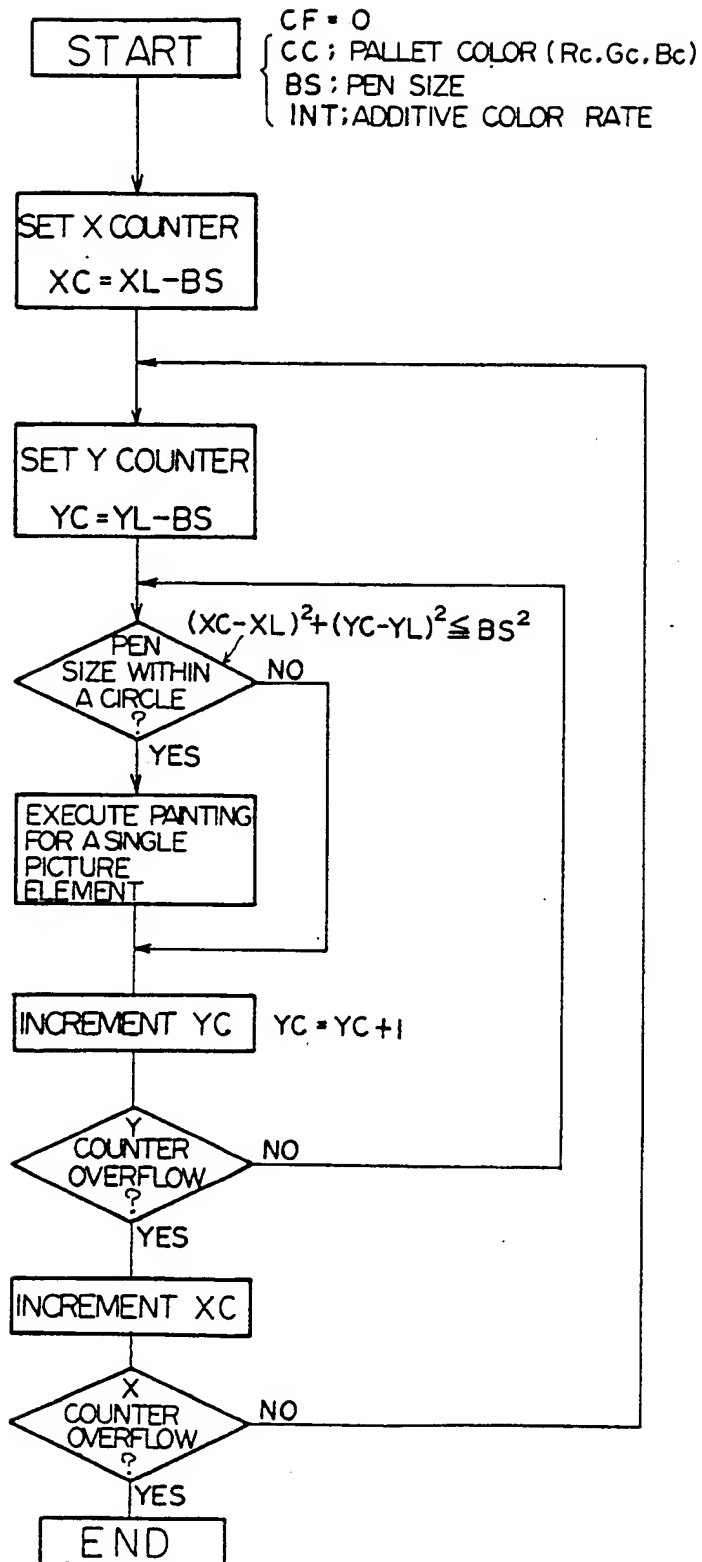 START
CF = 0
CC ; PALLET COLOR (Rc.Gc.Bc)
BS ; PEN SIZE
INT ; ADDITIVE COLOR RATE
SET X COUNTER
XC = XL-BS
SET Y COUNTER
YC = YL-BS
(XC-XL)²+(YC-YL)² ≦ BS²
PEN
SIZE WITHIN
A CIRCLE
?
NO
YES
EXECUTE PAINTING
FOR A SINGLE
PICTURE
ELEMENT
INCREMENT YC
YC = YC+1
Y
COUNTER
OVERFLOW
?
NO
YES
INCREMENT XC
X
COUNTER
OVERFLOW
?
NO
YES
END